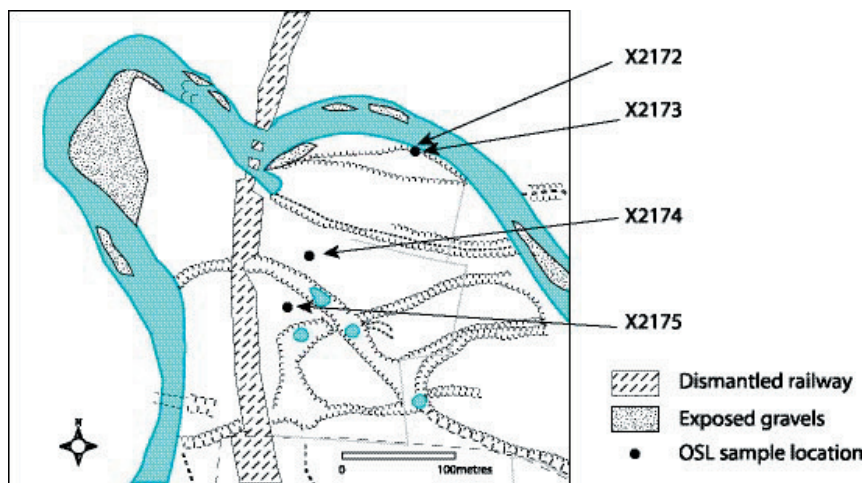 X2172
X2173
X2174
X2175
Dismantled railway
Exposed gravels
OSL sample location
N
0 100metres